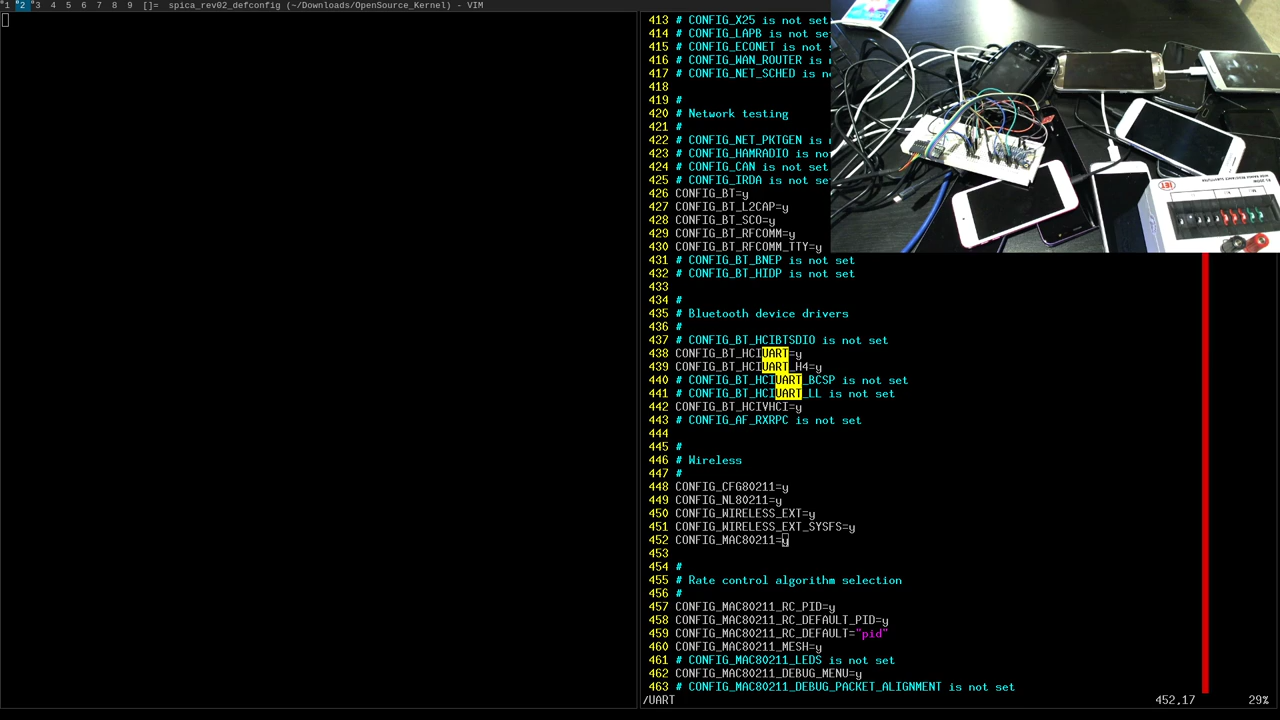 1 2 3 4 5 6 7 8 9 []= spica_rev02_defconfig (~/Downloads/OpenSource_Kernel) - VIM
413 # CONFIG_X25 is not set
414 # CONFIG_LAPB is not se
415 # CONFIG_ECONET is not
416 # CONFIG_WAN_ROUTER is
417 # CONFIG_NET_SCHED is n
418
419 #
420 # Network testing
421 #
422 # CONFIG_NET_PKTGEN is
423 # CONFIG_HAMRADIO is no
424 # CONFIG_CAN is not set
425 # CONFIG_IRDA is not se
426 CONFIG_BT=y
427 CONFIG_BT_L2CAP=y
428 CONFIG_BT_SCO=y
429 CONFIG_BT_RFCOMM=y
430 CONFIG_BT_RFCOMM_TTY=y
431 # CONFIG_BT_BNEP is not set
432 # CONFIG_BT_HIDP is not set
433
434 #
435 # Bluetooth device drivers
436 #
437 # CONFIG_BT_HCIBTSDIO is not set
438 CONFIG_BT_HCIUART=y
439 CONFIG_BT_HCIUART_H4=y
440 # CONFIG_BT_HCIUART_BCSP is not set
441 # CONFIG_BT_HCIUART_LL is not set
442 CONFIG_BT_HCIVHCI=y
443 # CONFIG_AF_RXRPC is not set
444
445 #
446 # Wireless
447 #
448 CONFIG_CFG80211=y
449 CONFIG_NL80211=y
450 CONFIG_WIRELESS_EXT=y
451 CONFIG_WIRELESS_EXT_SYSFS=y
452 CONFIG_MAC80211=y
453
454 #
455 # Rate control algorithm selection
456 #
457 CONFIG_MAC80211_RC_PID=y
458 CONFIG_MAC80211_RC_DEFAULT_PID=y
459 CONFIG_MAC80211_RC_DEFAULT="pid"
460 CONFIG_MAC80211_MESH=y
461 # CONFIG_MAC80211_LEDS is not set
462 CONFIG_MAC80211_DEBUG_MENU=y
463 # CONFIG_MAC80211_DEBUG_PACKET_ALIGNMENT is not set
/UART 452,17 29%
IET